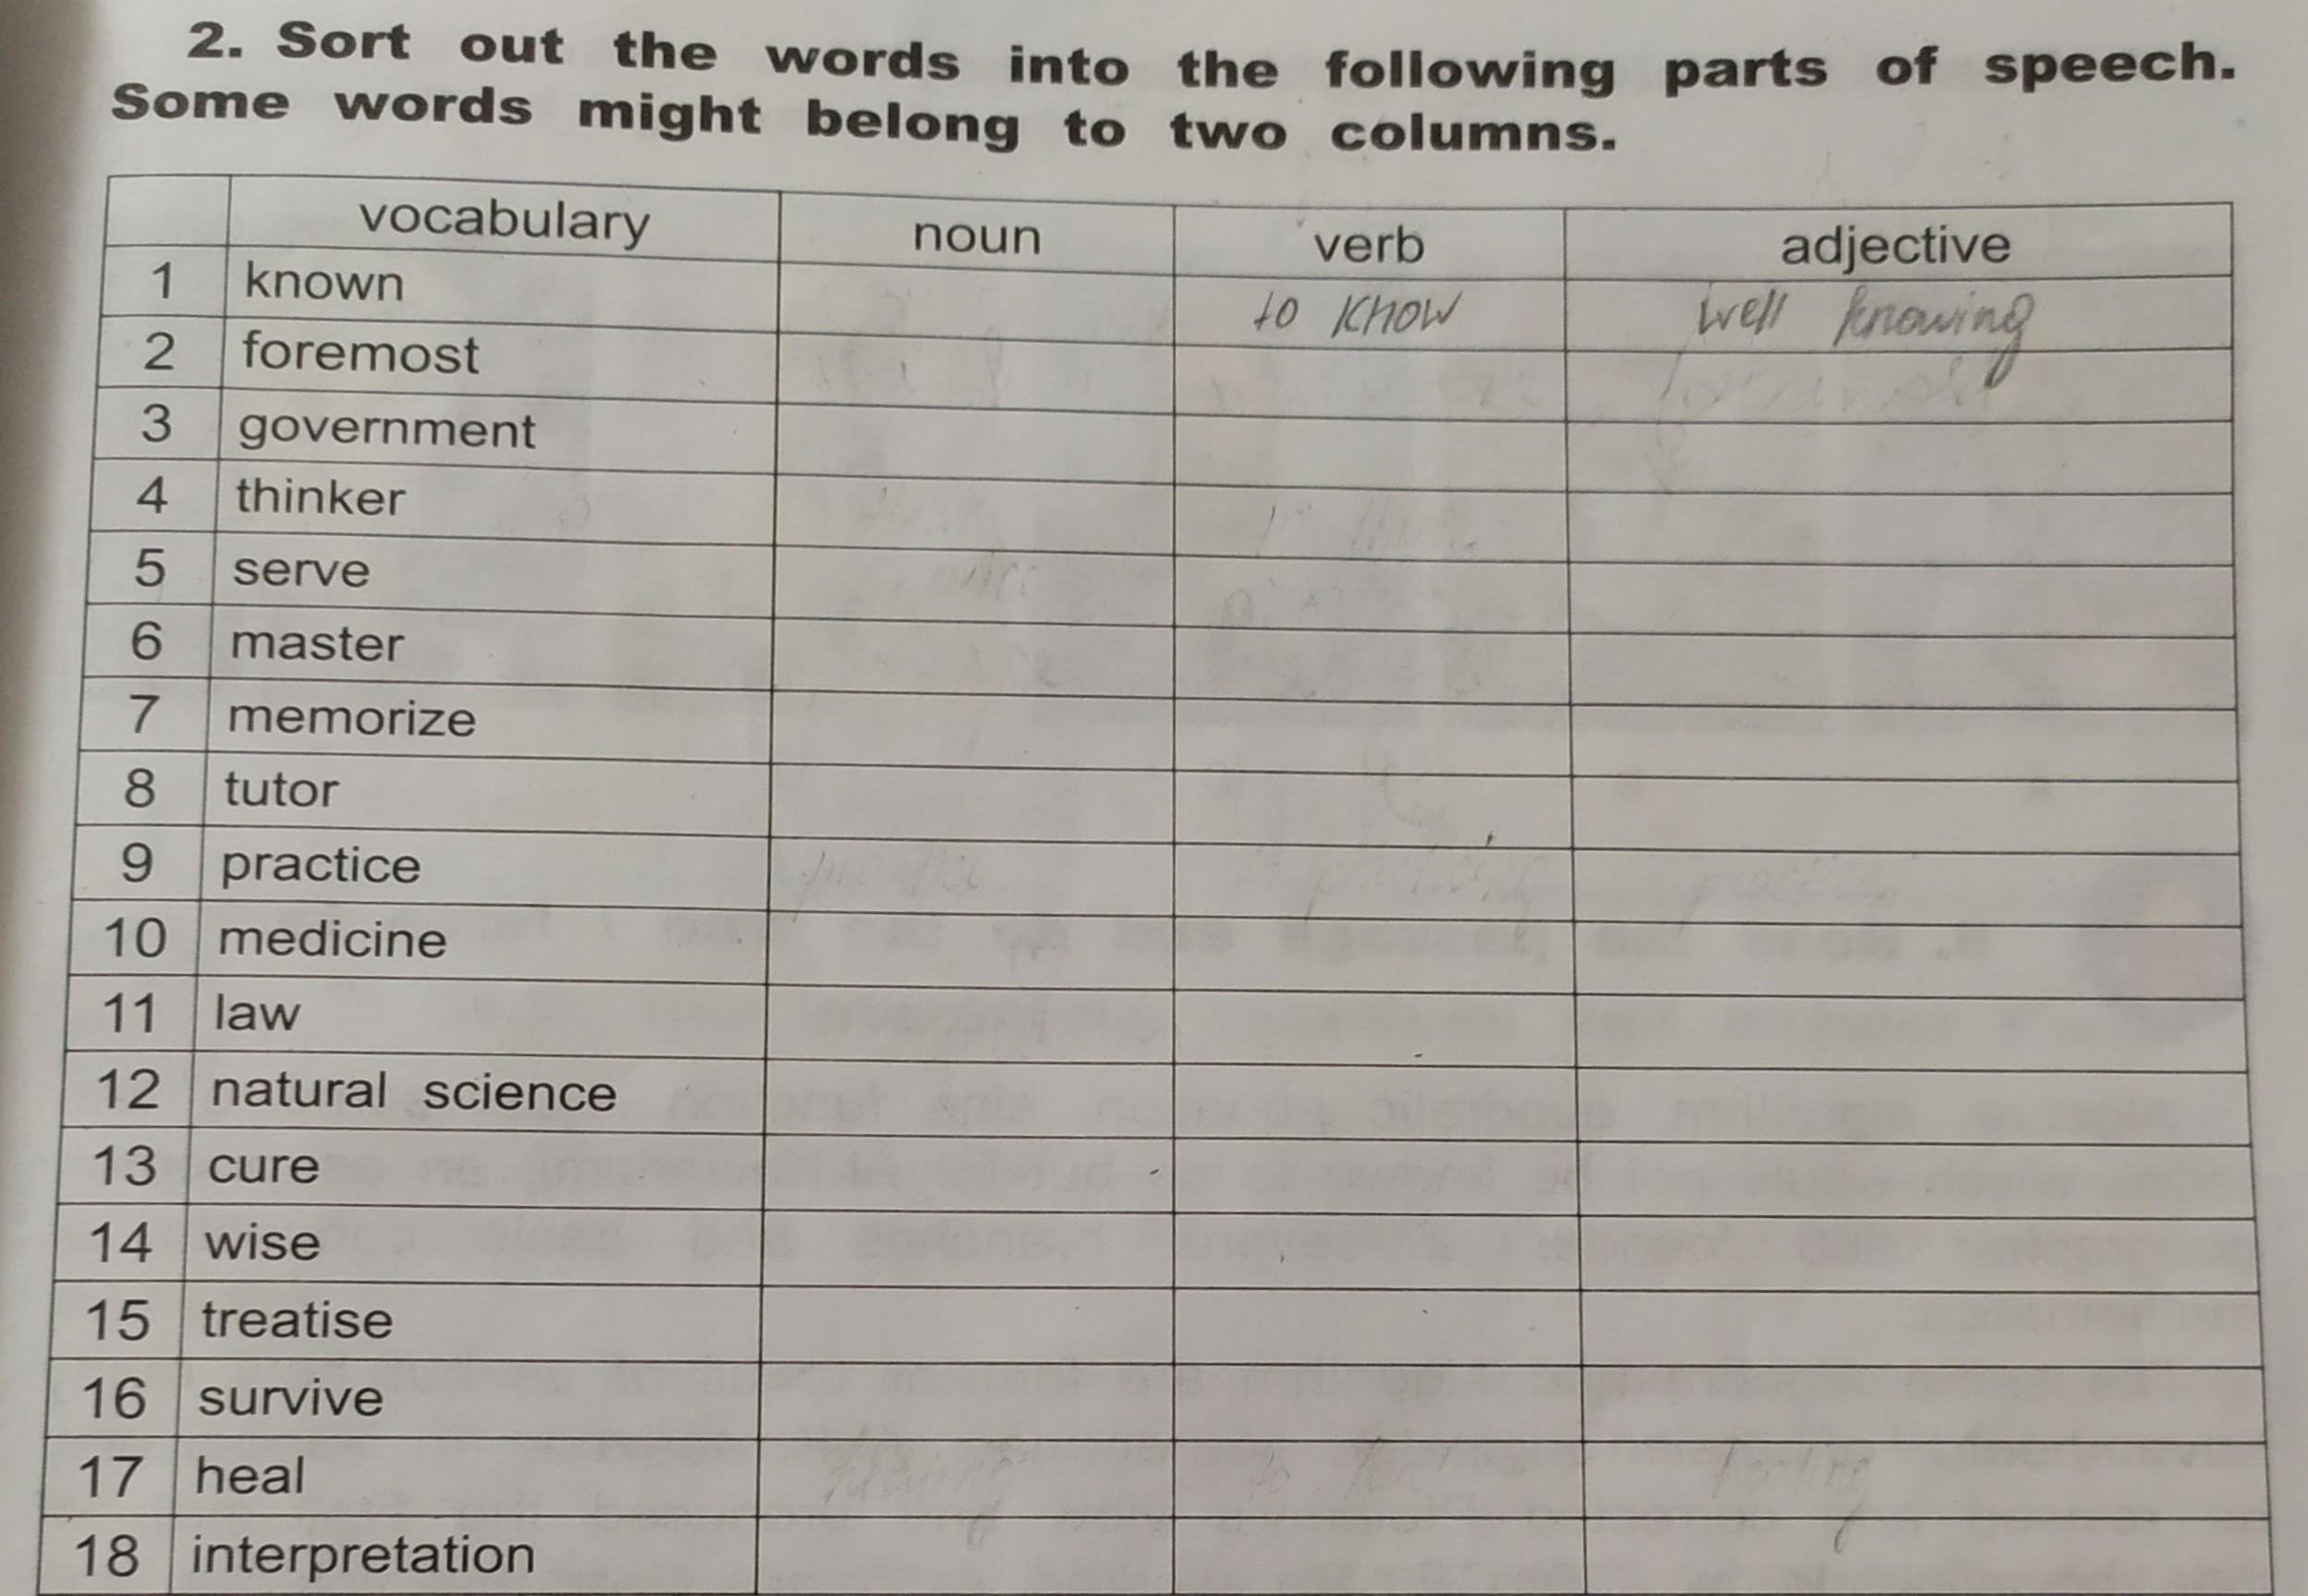 2. Sort out the words into the following parts of speech.
Some words might belong to two columns.
vocabulary noun verb adjective
1 known to know well knowing
2 foremost
3 government
4 thinker
5 serve
6 master
7 memorize
8 tutor
9 practice
10 medicine
11 law
12 natural science
13 cure
14 wise
15 treatise
16 survive
17 heal
18 interpretation